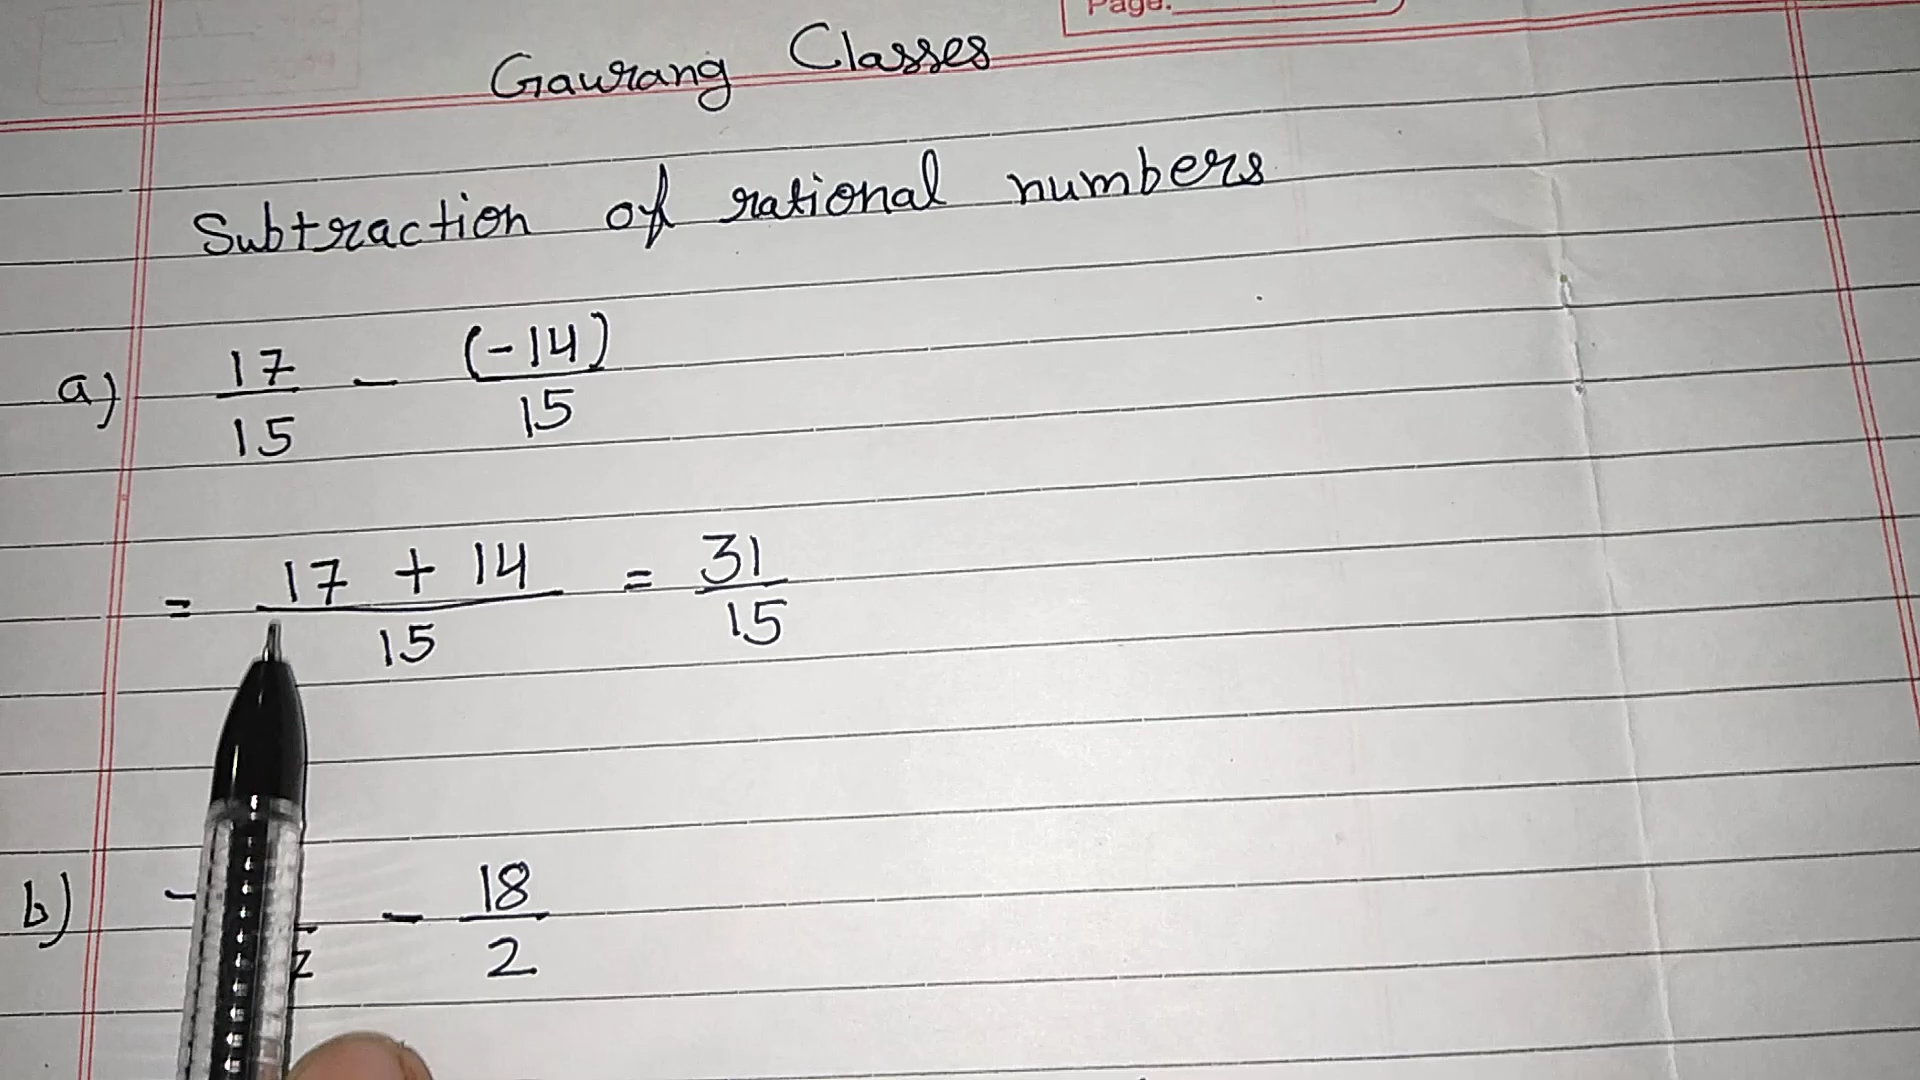 Page.
Gaurang Classes
Subtraction of rational numbers
a) 17/15 - (-14)/15
= 17 + 14/15 = 31/15
b) - - 18/2